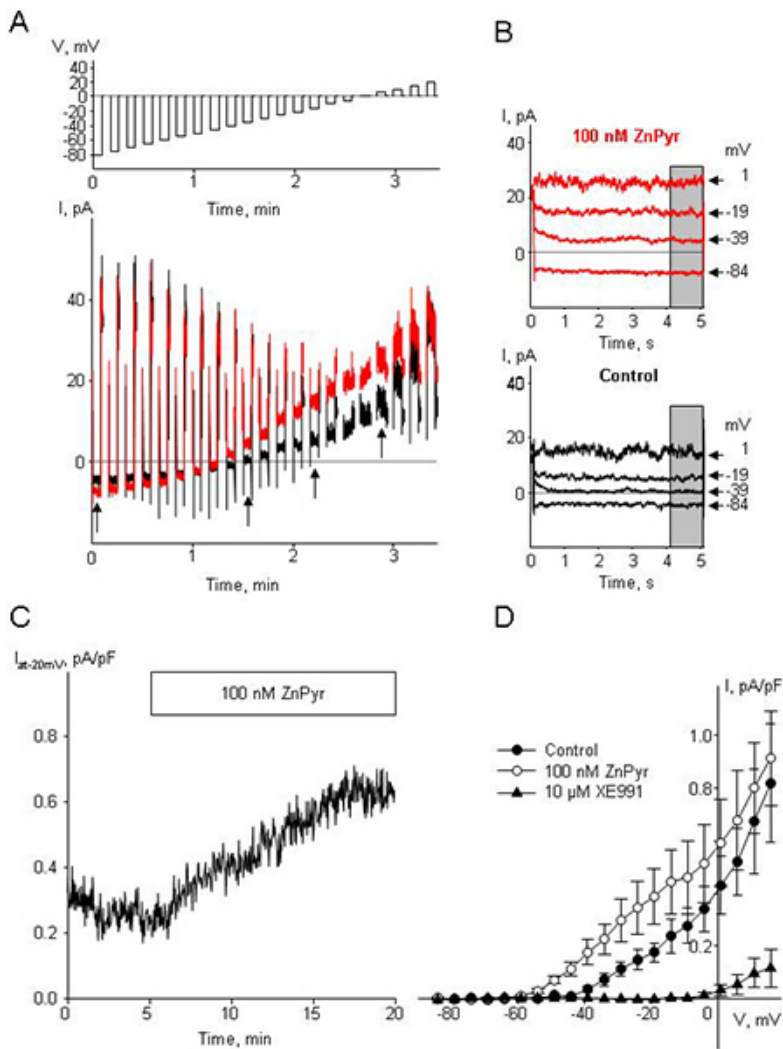 A
V, mV
40
20
0
-20
-40
-60
-80
0 1 2 3
Time, min
I, pA
40
20
0
0 1 2 3
Time, min
B
I, pA
100 nM ZnPyr
mV
40
20
0
1
-19
-39
-84
0 1 2 3 4 5
Time, s
I, pA
Control
mV
40
20
0
1
-19
-39
-84
0 1 2 3 4 5
Time, s
C
I at-20mV, pA/pF
100 nM ZnPyr
0.8
0.6
0.4
0.2
0.0
0 5 10 15 20
Time, min
D
I, pA/pF
Control
100 nM ZnPyr
10 µM XE991
1.0
0.8
0.2
-80 -60 -40 -20 0
V, mV